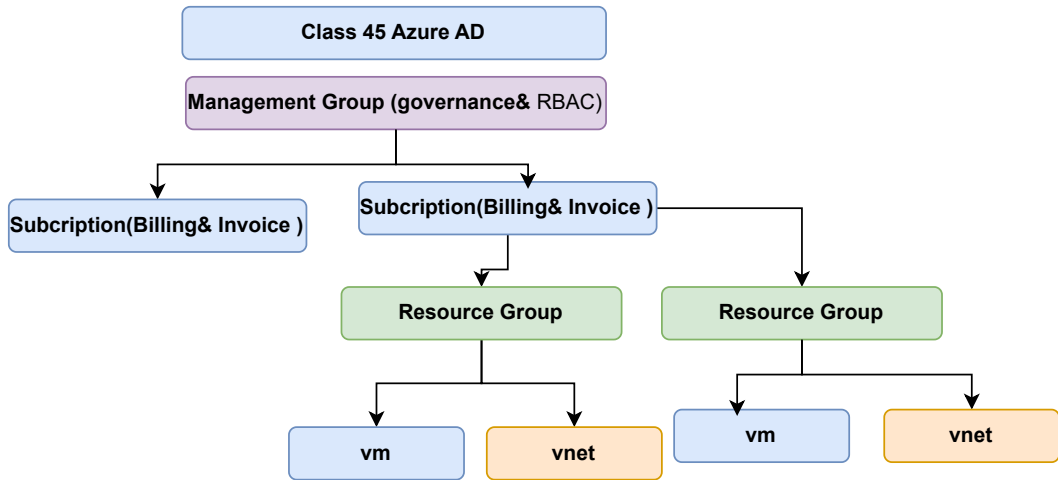 Class 45 Azure AD
Management Group (governance& RBAC)
Subcription(Billing& Invoice )
Subcription(Billing& Invoice )
Resource Group
Resource Group
vm
vnet
vm
vnet